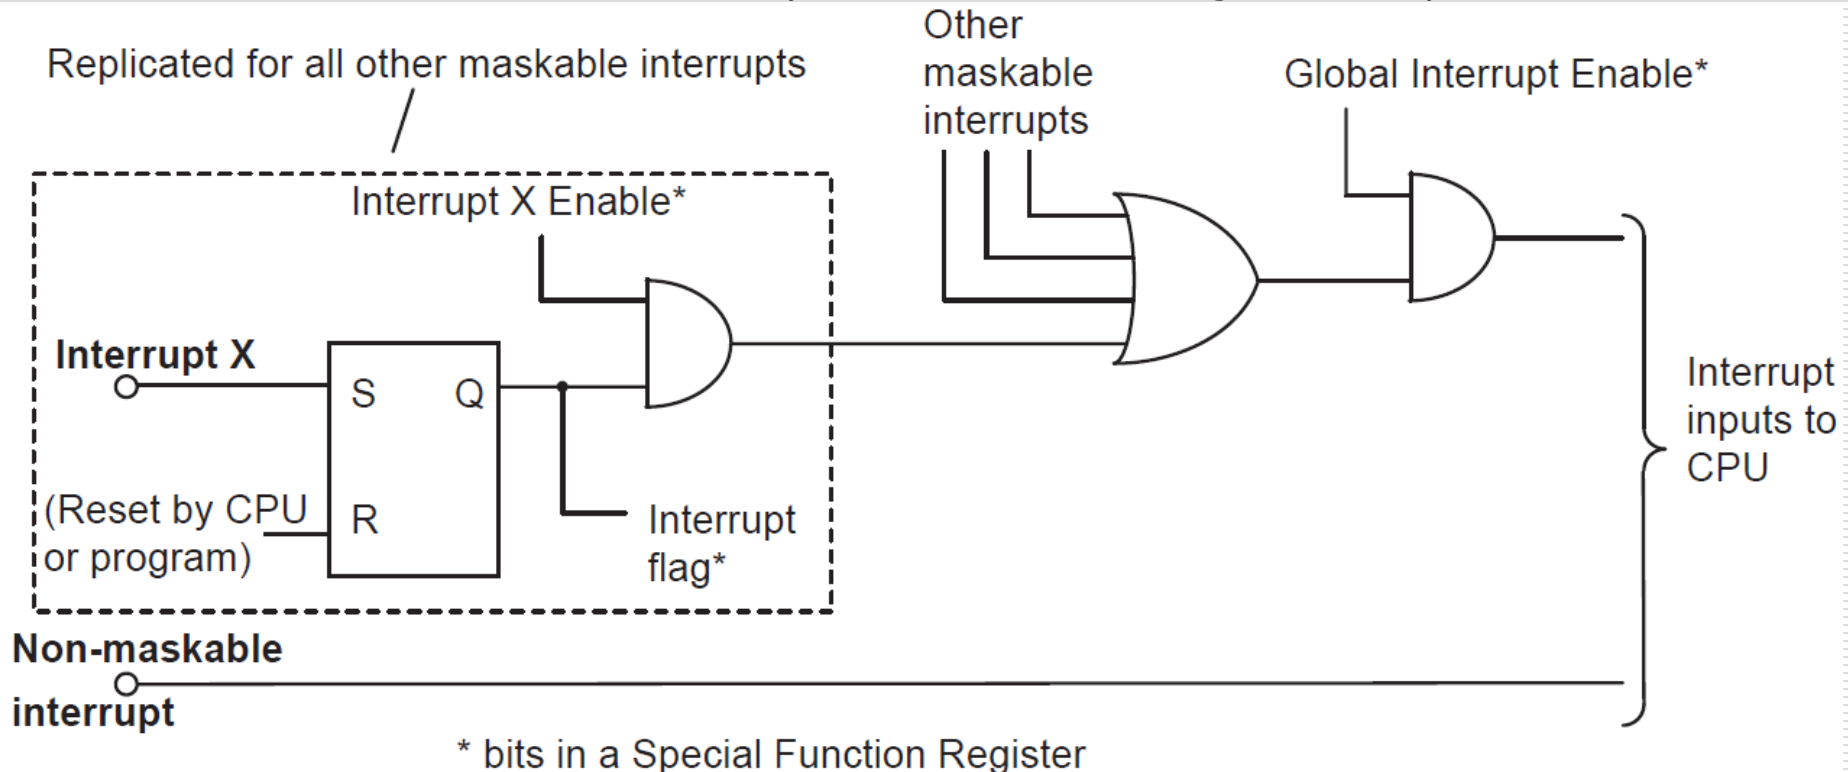 Replicated for all other maskable interrupts
Other
maskable
interrupts
Global Interrupt Enable*
Interrupt X Enable*
Interrupt X
S
Q
(Reset by CPU
or program)
R
Interrupt
flag*
Interrupt
inputs to
CPU
Non-maskable
interrupt
* bits in a Special Function Register